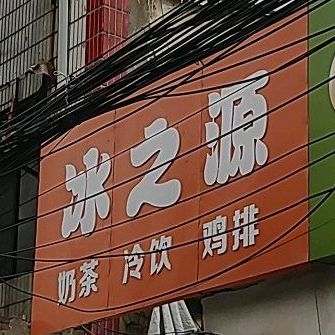 冰之源
奶茶 冷饮 鸡排